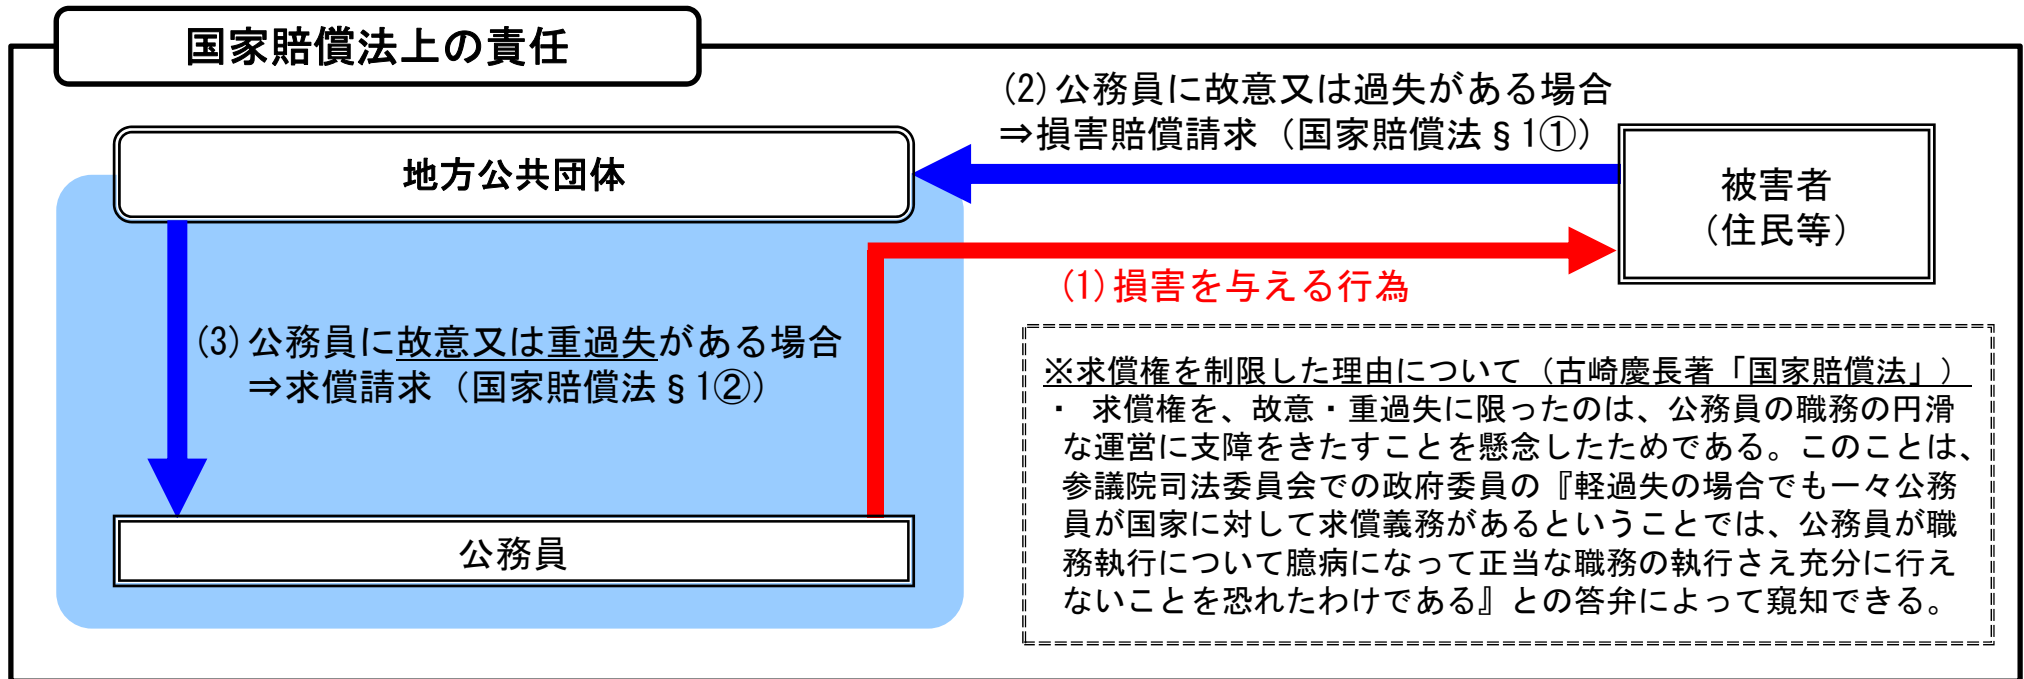 国家賠償法上の責任
(2)公務員に故意又は過失がある場合
⇒損害賠償請求（国家賠償法§1①）
地方公共団体
被害者
（住民等）
(1)損害を与える行為
(3)公務員に故意又は重過失がある場合
⇒求償請求（国家賠償法§1②）
公務員
※求償権を制限した理由について（古崎慶長著「国家賠償法」）
・ 求償権を、故意・重過失に限ったのは、公務員の職務の円滑
な運営に支障をきたすことを懸念したためである。このことは、
参議院司法委員会での政府委員の『軽過失の場合でも一々公務
員が国家に対して求償義務があるということでは、公務員が職
務執行について臆病になって正当な職務の執行さえ充分に行え
ないことを恐れたわけである』との答弁によって窺知できる。